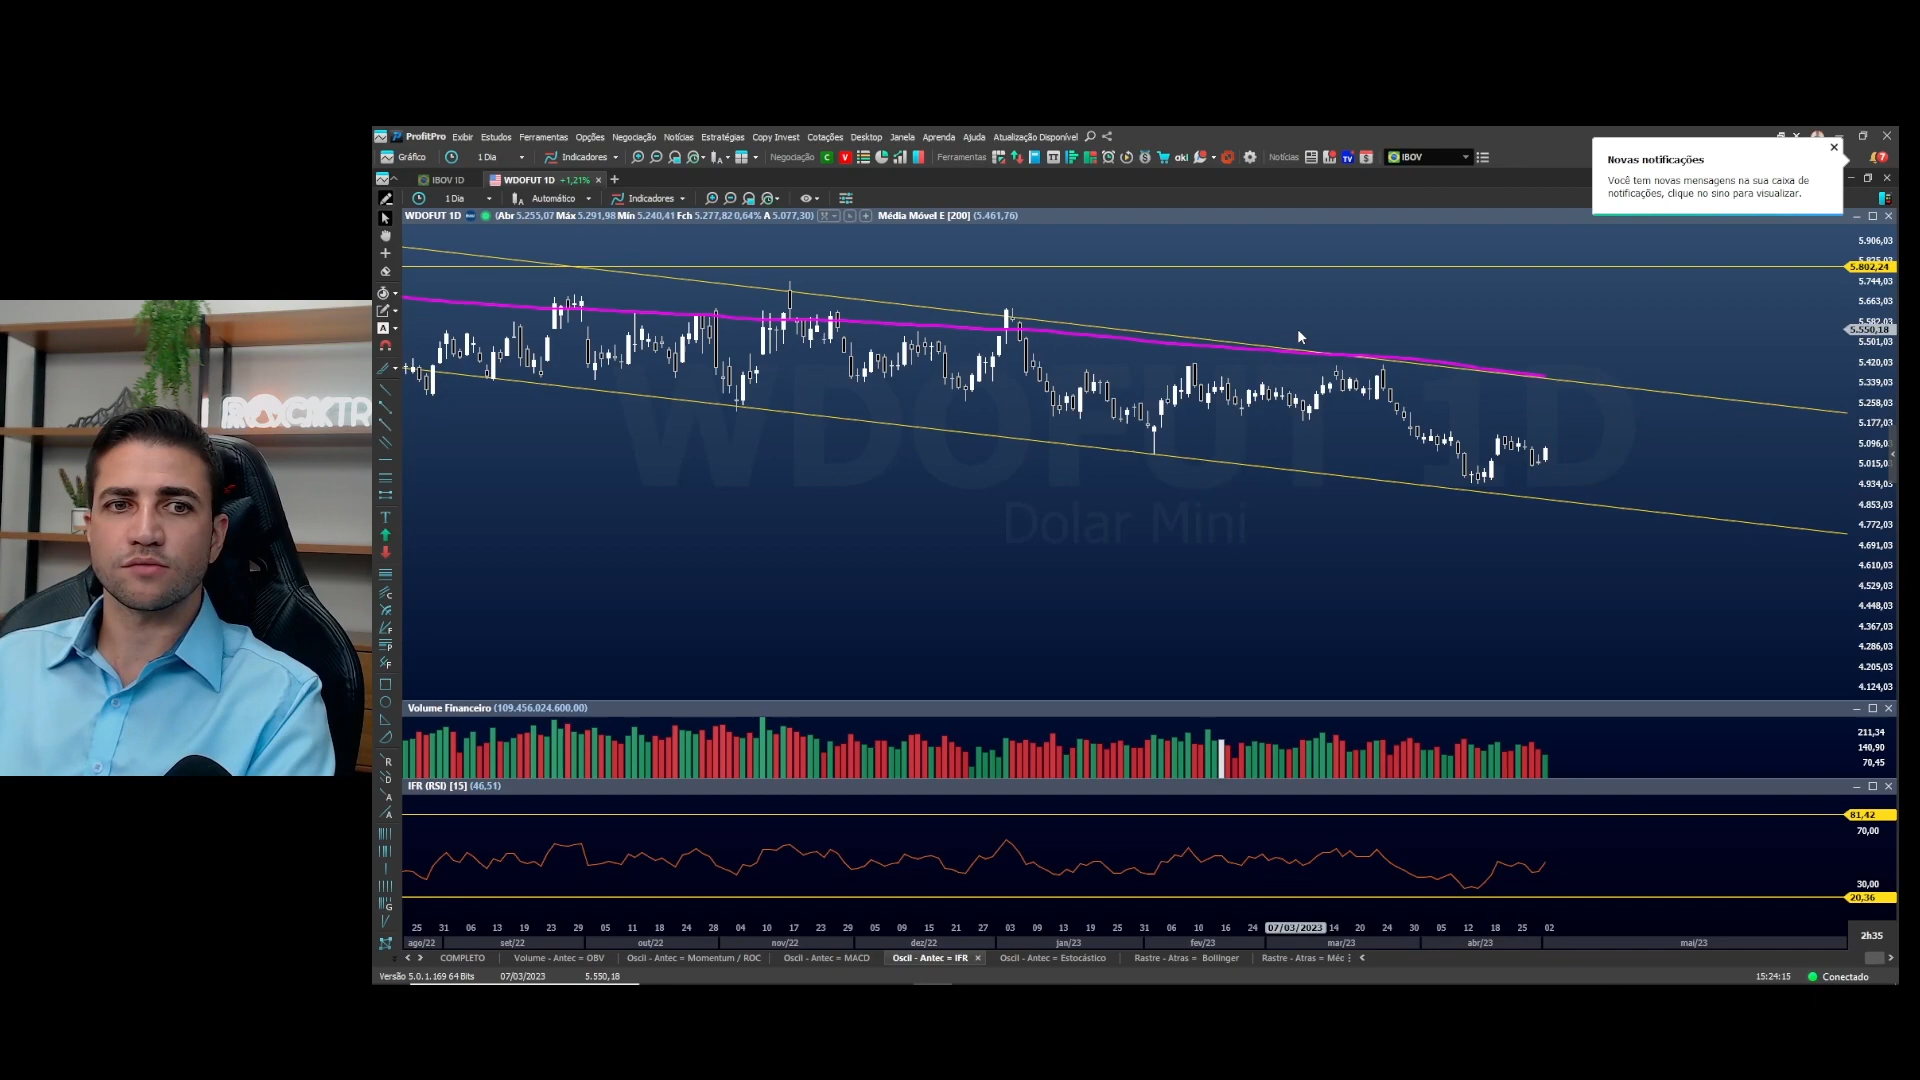 ProfitPro Exibir Estudos Ferramentas Opções Negociação Notícias Estratégias Copy Invest Cotações Desktop Janela Aprenda Ajuda Atualização Disponível
Gráfico 1 Dia Indicadores Negociação C V Ferramentas Notícias TV IBOV 7
IBOV 1D WDOFUT 1D +1,21%
1 Dia Automático Indicadores
Novas notificações
Você tem novas mensagens na sua caixa de
notificações, clique no sino para visualizar.
WDOFUT 1D (Abr 5.255,07 Máx 5.291,98 Mín 5.240,41 Fch 5.277,82 0,64% A 5.077,30) Média Móvel E [200] (5.461,76)
5.906,03
5.802,24
5.744,03
5.663,03
5.582,03
5.550,18
5.501,03
5.420,03
5.339,03
5.258,03
5.177,03
5.096,03
5.015,03
4.934,03
4.853,03
4.772,03
4.691,03
4.610,03
4.529,03
4.448,03
4.367,03
4.286,03
4.205,03
4.124,03
WDOFUT 1D
Dolar Mini
ROCKTR
Volume Financeiro (109.456.024.600,00)
211,34
140,90
70,45
IFR (RSI) [15] (46,51)
81,42
70,00
30,00
20,36
25 31 06 13 19 23 29 05 11 18 24 28 04 10 17 23 29 05 09 15 21 27 03 09 13 19 25 31 06 10 16 24 07/03/2023 14 20 24 30 05 12 18 25 02
ago/22 set/22 out/22 nov/22 dez/22 jan/23 fev/23 mar/23 abr/23 mai/23
2h35
COMPLETO Volume - Antec = OBV Oscil - Antec = Momentum / ROC Oscil - Antec = MACD Oscil - Antec = IFR Oscil - Antec = Estocástico Rastre - Atras = Bollinger Rastre - Atras = Méc
Versão 5.0.1.169 64 Bits 07/03/2023 5.550,18 15:24:15 Conectado